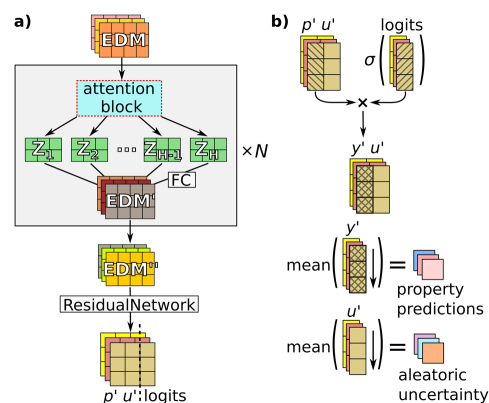 a)
EDM
attention
block
Z1 Z2 ... ZH-1 ZH
×N
FC
EDM'
EDM''
ResidualNetwork
p' u' logits
b)
p' u' logits
σ
×
y' u'
y'
mean =
property
predictions
u'
mean =
aleatoric
uncertainty